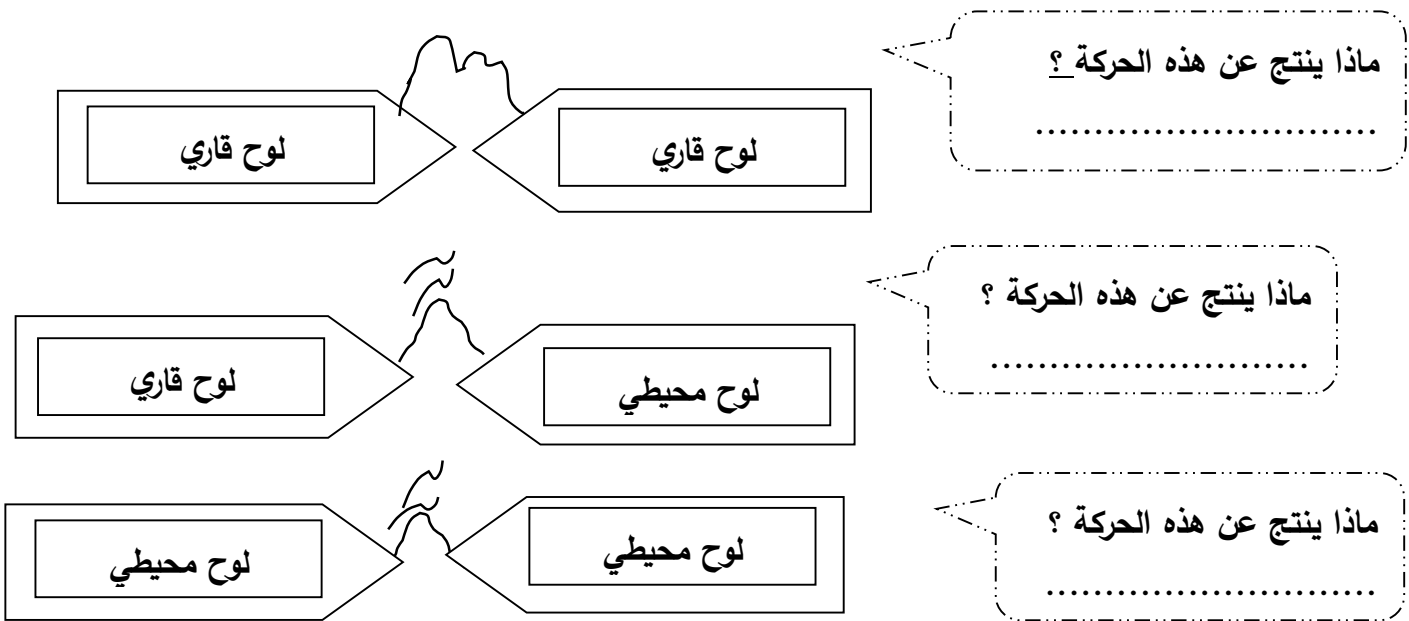 ماذا ينتج عن هذه الحركة ؟
.............................
لوح قاري
لوح قاري
ماذا ينتج عن هذه الحركة ؟
...........................
لوح محيطي
لوح قاري
ماذا ينتج عن هذه الحركة ؟
............................
لوح محيطي
لوح محيطي